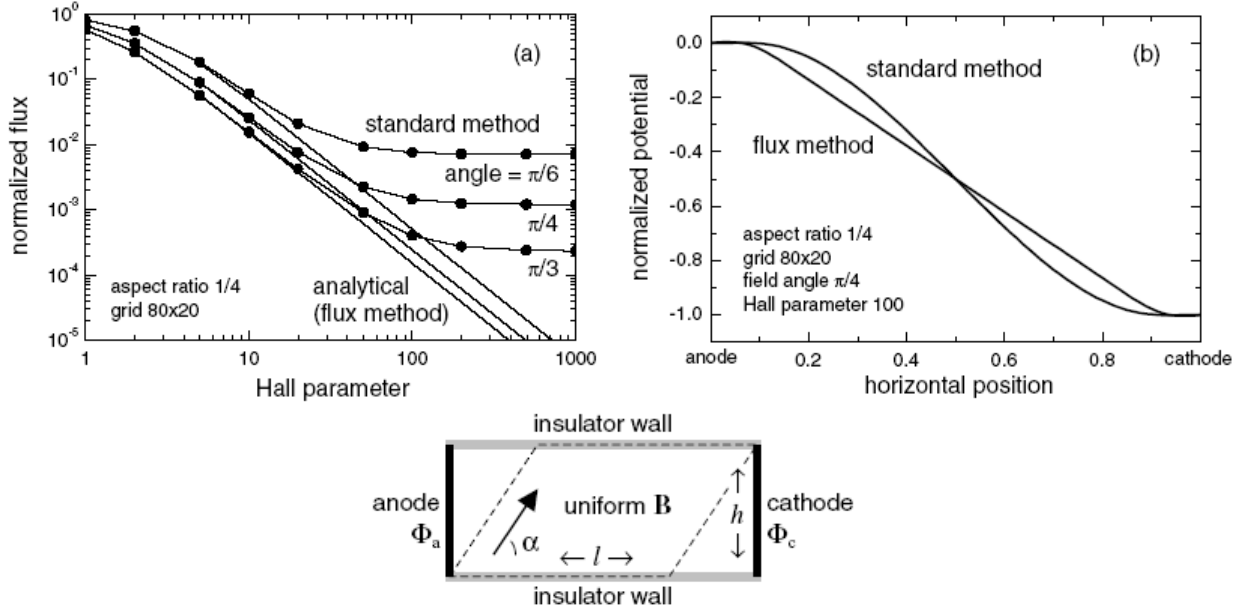 (a)
normalized flux
10⁰
10⁻¹
10⁻²
10⁻³
10⁻⁴
10⁻⁵
standard method
angle = π/6
π/4
π/3
analytical
(flux method)
aspect ratio 1/4
grid 80x20
1 10 100 1000
Hall parameter
(b)
normalized potential
0.0
-0.2
-0.4
-0.6
-0.8
-1.0
standard method
flux method
aspect ratio 1/4
grid 80x20
field angle π/4
Hall parameter 100
anode 0.2 0.4 0.6 0.8 cathode
horizontal position
insulator wall
anode
Φa
uniform B
α
← l →
h
cathode
Φc
insulator wall